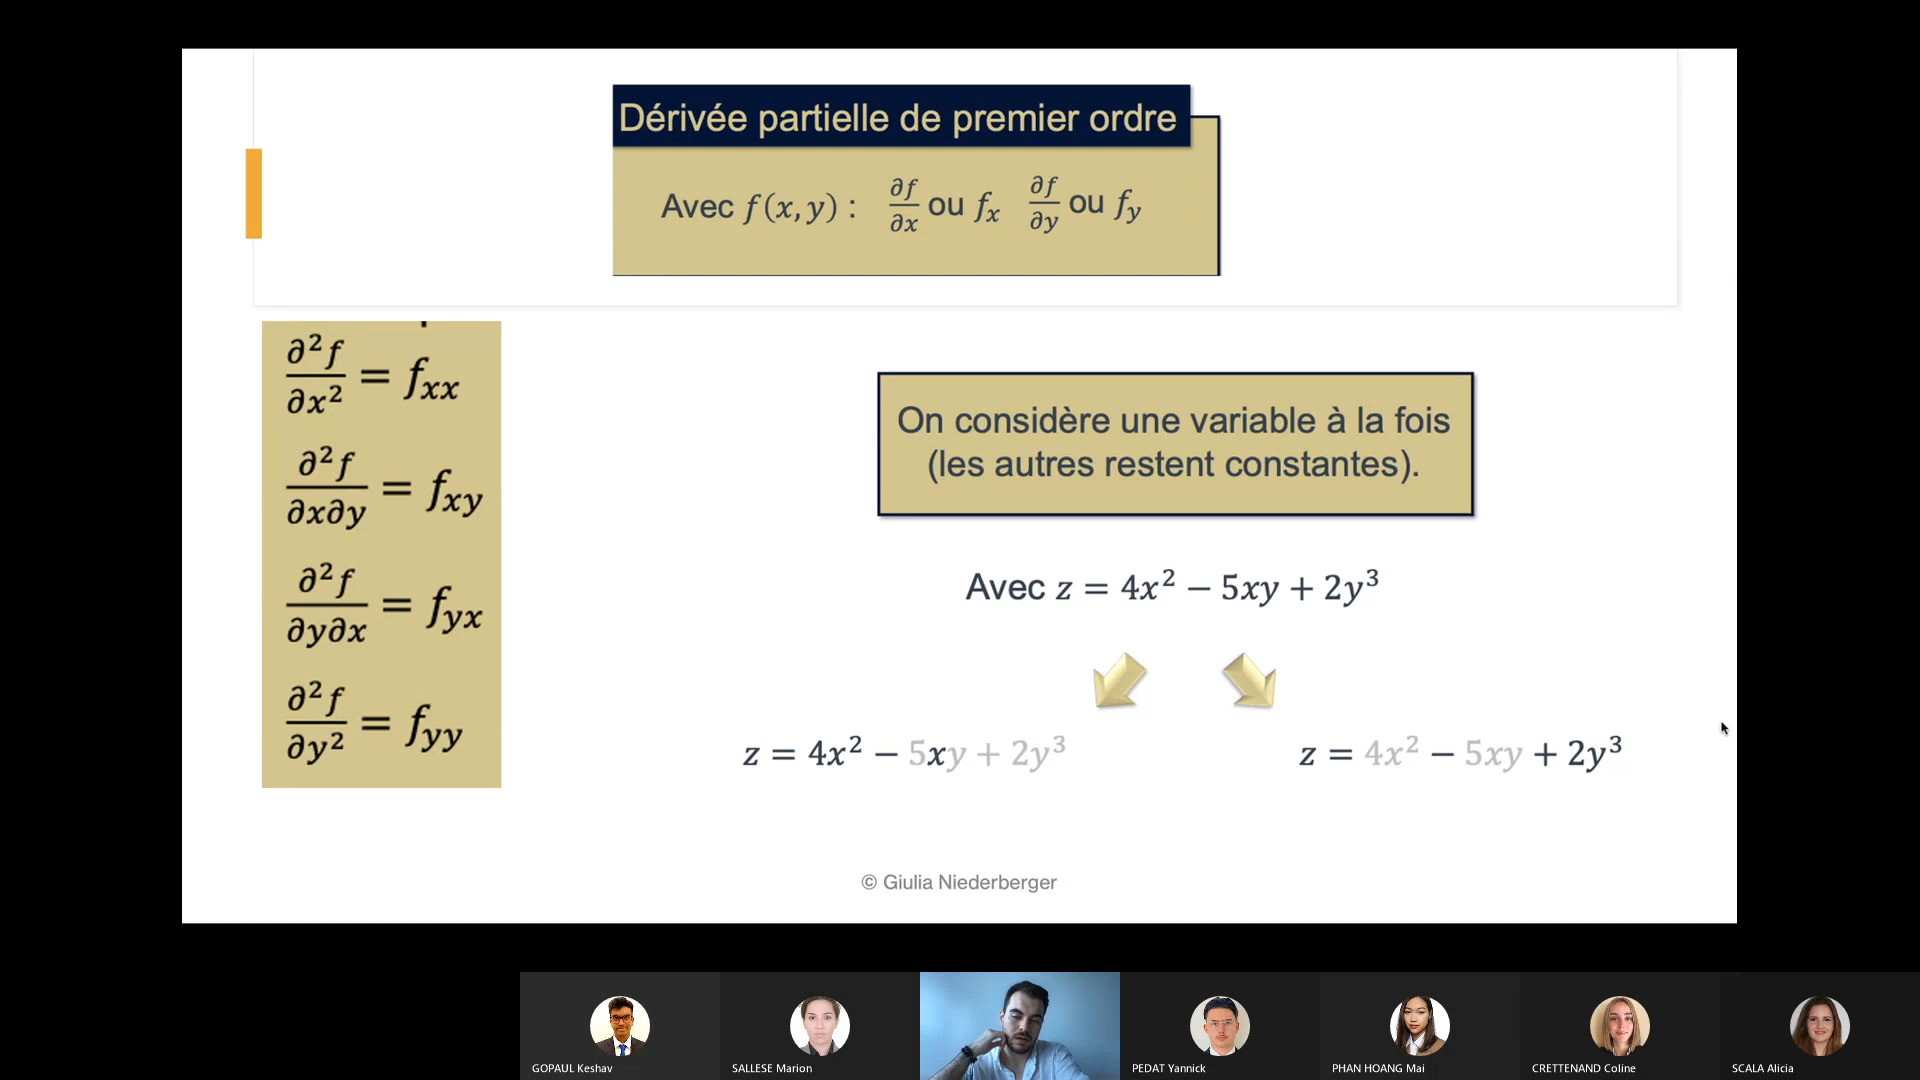 Dérivée partielle de premier ordre
Avec f(x, y) : ∂f/∂x ou fₓ ∂f/∂y ou f_y
∂²f/∂x² = f_xx
∂²f/∂x∂y = f_xy
∂²f/∂y∂x = f_yx
∂²f/∂y² = f_yy
On considère une variable à la fois
(les autres restent constantes).
Avec z = 4x² − 5xy + 2y³
z = 4x² − 5xy + 2y³
z = 4x² − 5xy + 2y³
© Giulia Niederberger
GOPAUL Keshav
SALLESE Marion
PEDAT Yannick
PHAN HOANG Mai
CRETTENAND Coline
SCALA Alicia